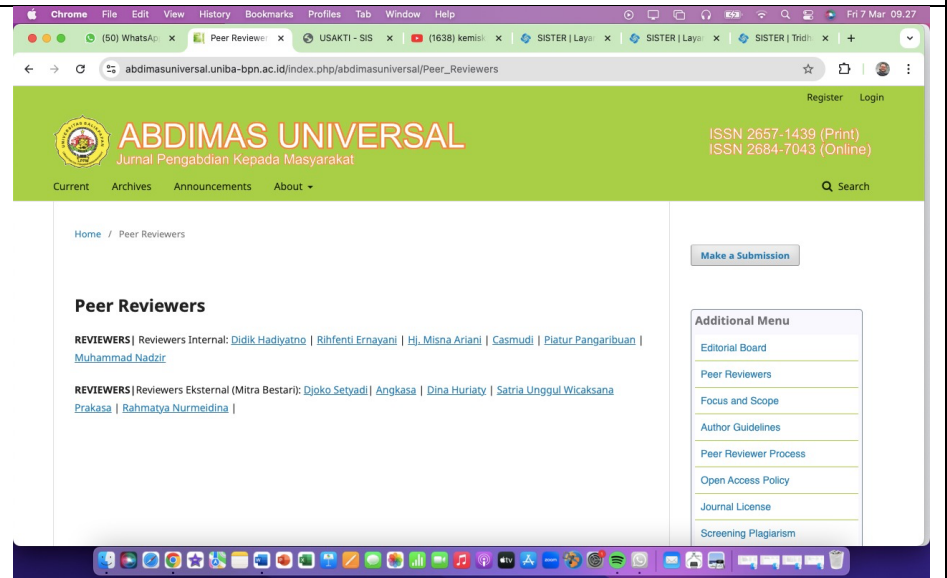 Chrome File Edit View History Bookmarks Profiles Tab Window Help Fri 7 Mar 09.27
(50) WhatsAp Peer Reviewer USAKTI - SIS (1638) kemisk SISTER | Layan SISTER | Layan SISTER | Tridh
abdimasuniversal.uniba-bpn.ac.id/index.php/abdimasuniversal/Peer_Reviewers
Register Login
ABDIMAS UNIVERSAL
Jurnal Pengabdian Kepada Masyarakat
ISSN 2657-1439 (Print)
ISSN 2684-7043 (Online)
Current Archives Announcements About Search
Home / Peer Reviewers
Make a Submission
Peer Reviewers
REVIEWERS| Reviewers Internal: Didik Hadiyatno | Rihfenti Ernayani | Hj. Misna Ariani | Casmudi | Piatur Pangaribuan |
Muhammad Nadzir
REVIEWERS|Reviewers Eksternal (Mitra Bestari): Djoko Setyadi| Angkasa | Dina Huriaty | Satria Unggul Wicaksana
Prakasa | Rahmatya Nurmeidina |
Additional Menu
Editorial Board
Peer Reviewers
Focus and Scope
Author Guidelines
Peer Reviewer Process
Open Access Policy
Journal License
Screening Plagiarism